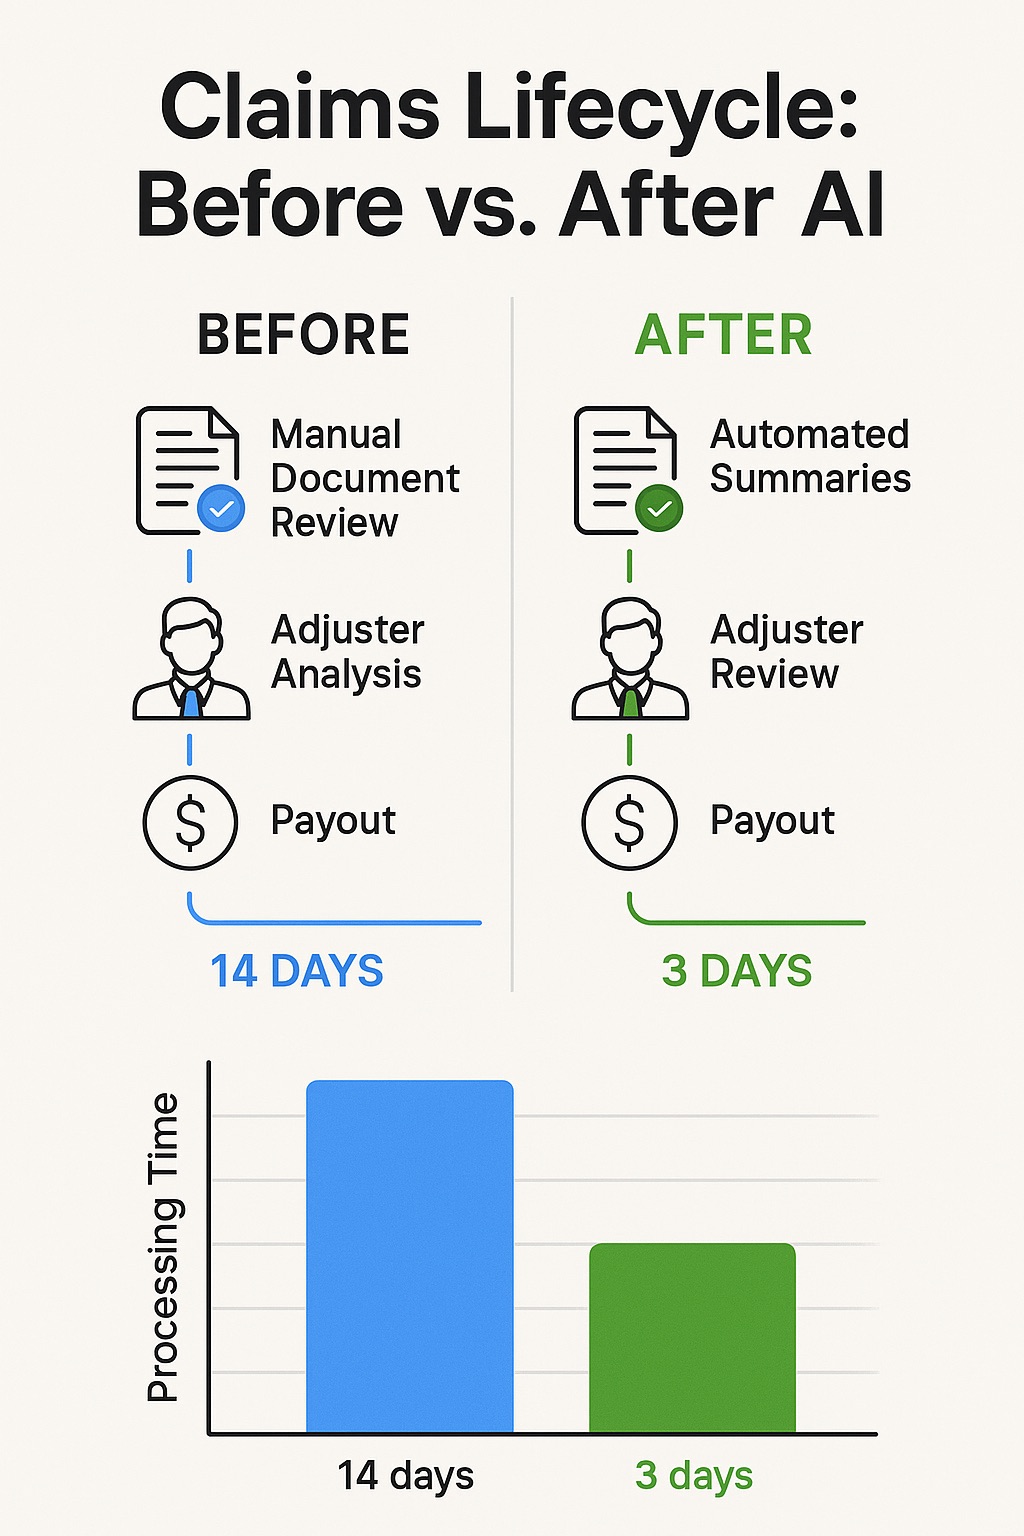 Claims Lifecycle:
Before vs. After AI
BEFORE
Manual
Document
Review
Adjuster
Analysis
$
Payout
14 DAYS
AFTER
Automated
Summaries
Adjuster
Review
$
Payout
3 DAYS
Processing Time
14 days
3 days